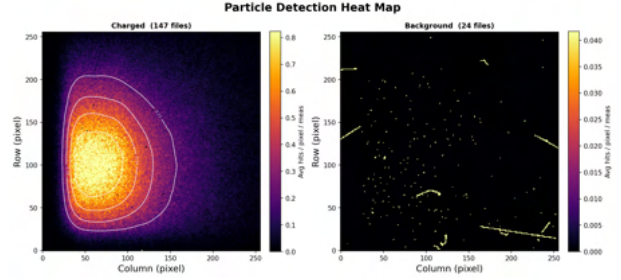 Particle Detection Heat Map
Charged (147 files)
Background (24 files)
Row (pixel)
250
200
150
100
50
0
0 50 100 150 200 250
Column (pixel)
0.8
0.7
0.6
0.5
0.4
0.3
0.2
0.1
0.0
Avg hits / pixel / meas
Row (pixel)
250
200
150
100
50
0
0 50 100 150 200 250
Column (pixel)
0.040
0.035
0.030
0.025
0.020
0.015
0.010
0.005
0.000
Avg hits / pixel / meas